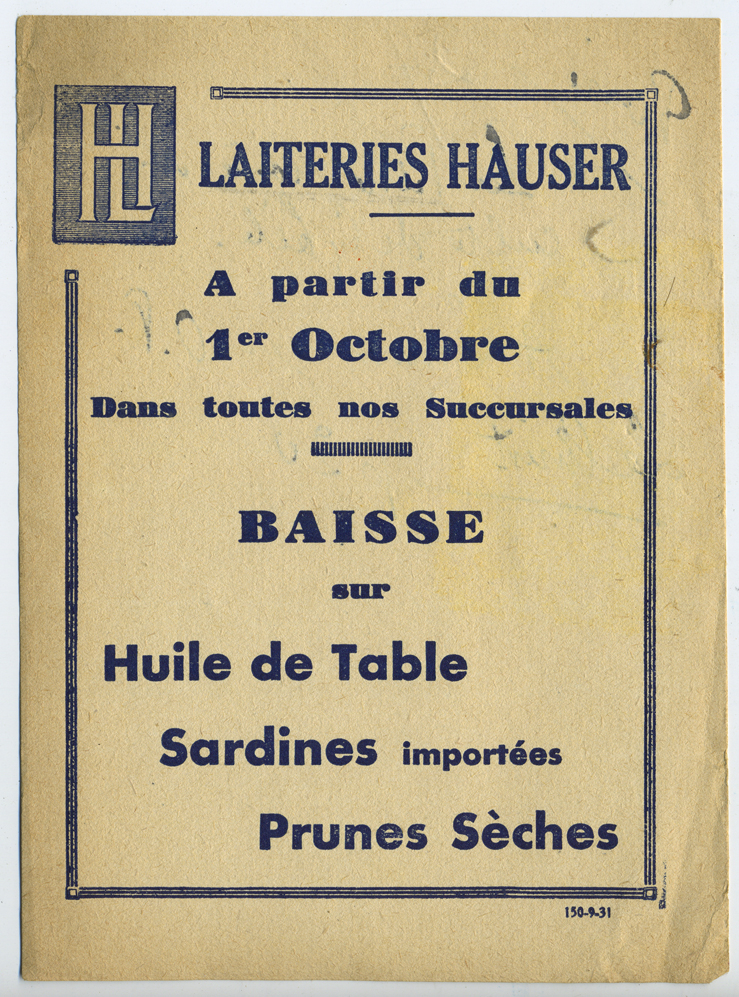 HL
LAITERIES HAUSER
A partir du
1er Octobre
Dans toutes nos Succursales
BAISSE
sur
Huile de Table
Sardines importées
Prunes Sèches
150-9-31